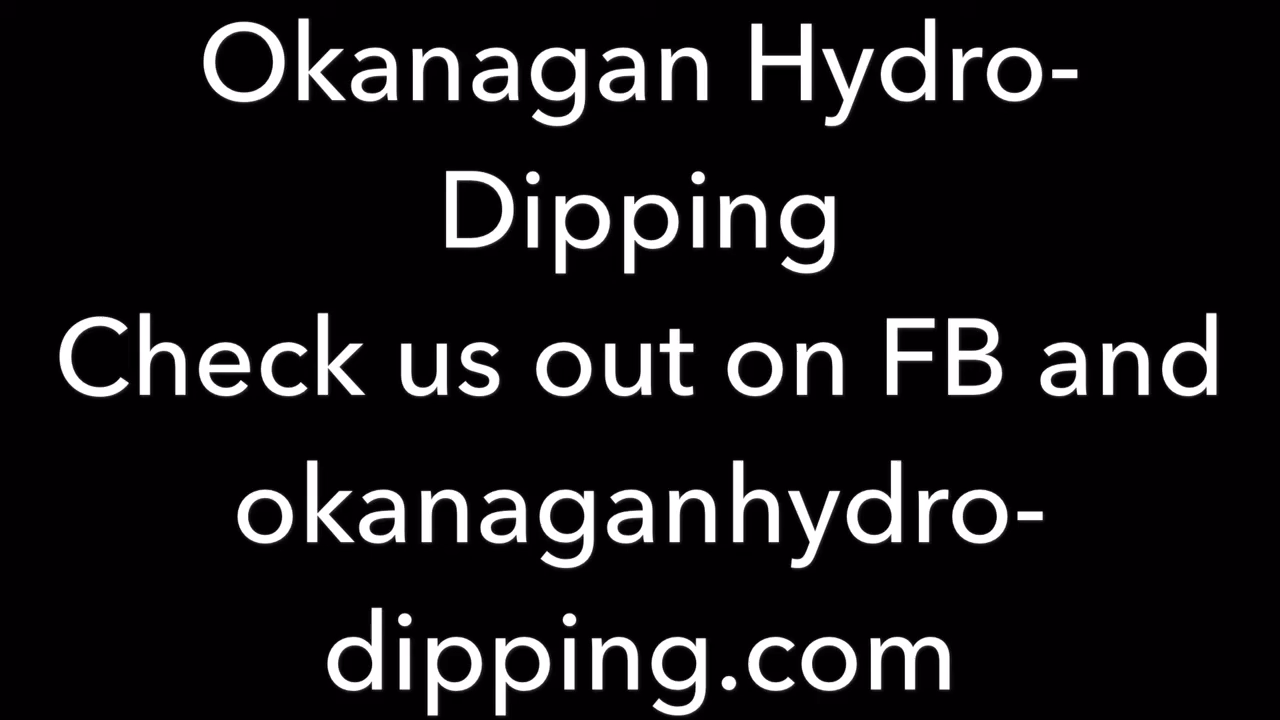 Okanagan Hydro-
Dipping
Check us out on FB and
okanaganhydro-
dipping.com